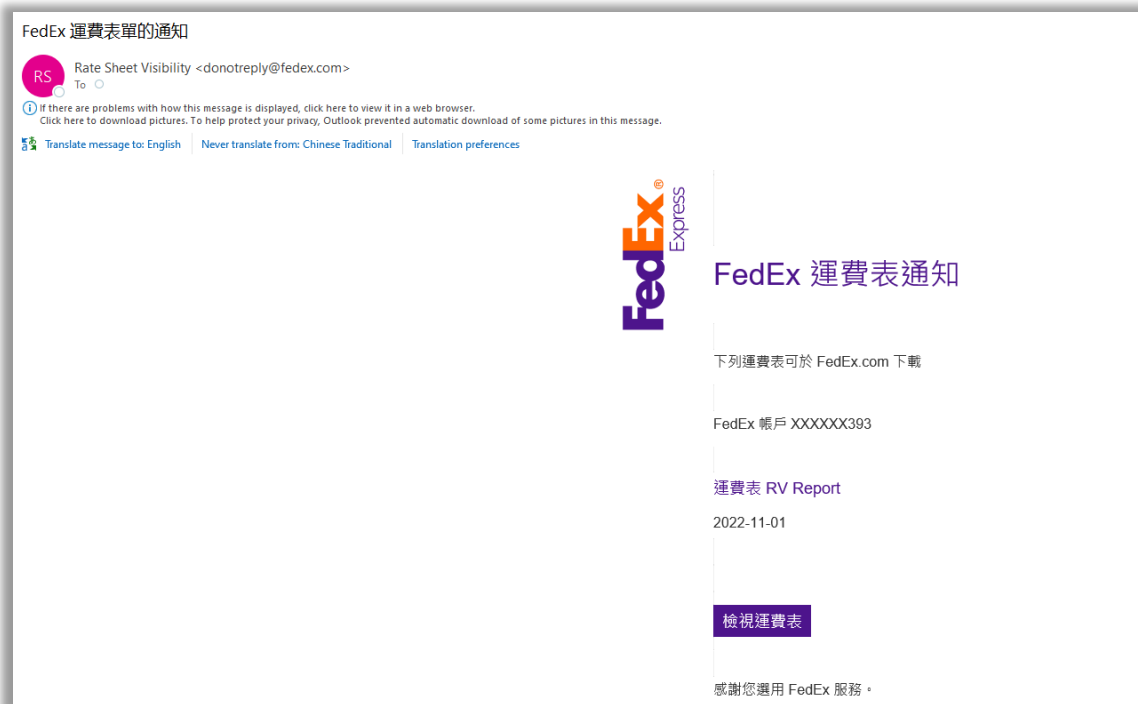 FedEx 運費表單的通知
RS
Rate Sheet Visibility <donotreply@fedex.com>
To
If there are problems with how this message is displayed, click here to view it in a web browser.
Click here to download pictures. To help protect your privacy, Outlook prevented automatic download of some pictures in this message.
Translate message to: English Never translate from: Chinese Traditional Translation preferences
FedEx® Express
FedEx 運費表通知
下列運費表可於 FedEx.com 下載
FedEx 帳戶 XXXXXX393
運費表 RV Report
2022-11-01
檢視運費表
感謝您選用 FedEx 服務。